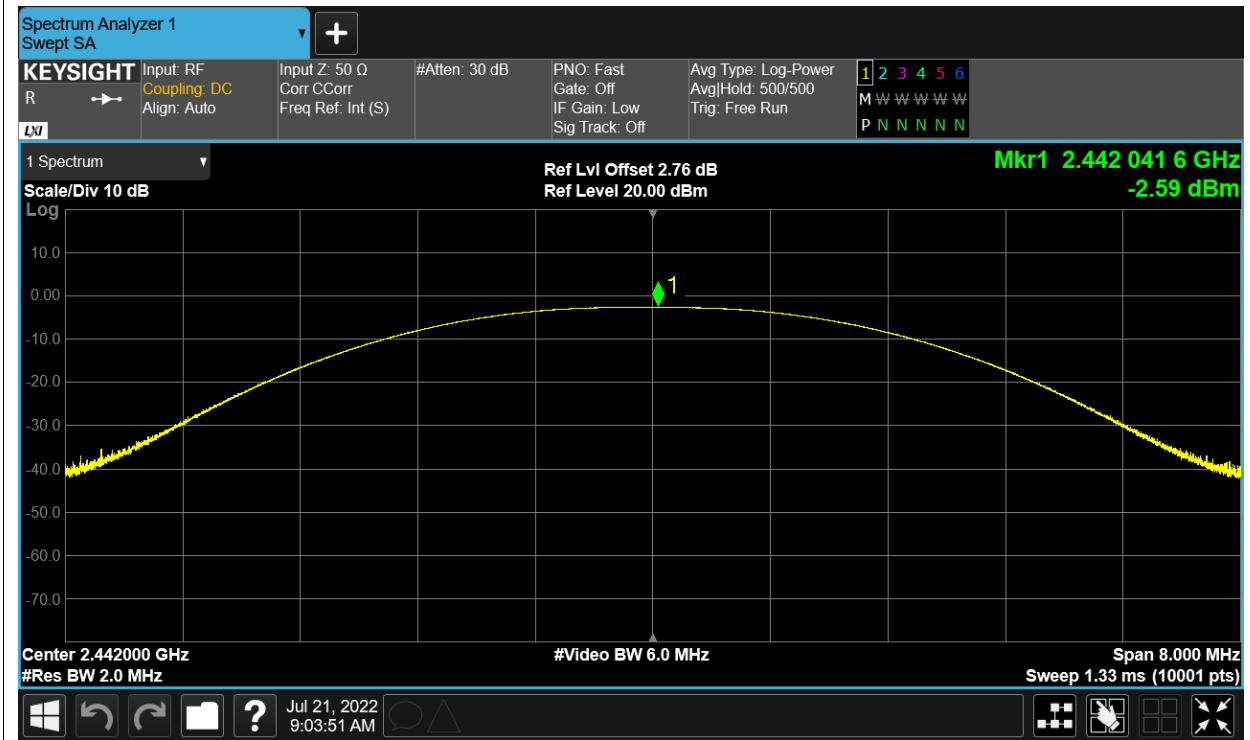 Spectrum Analyzer 1
Swept SA
KEYSIGHT
R
LXI
Input: RF
Coupling: DC
Align: Auto
Input Z: 50 Ω
Corr CCorr
Freq Ref: Int (S)
#Atten: 30 dB
PNO: Fast
Gate: Off
IF Gain: Low
Sig Track: Off
Avg Type: Log-Power
Avg|Hold: 500/500
Trig: Free Run
1 2 3 4 5 6
M W W W W W
P N N N N N
1 Spectrum
Scale/Div 10 dB
Log
Ref Lvl Offset 2.76 dB
Ref Level 20.00 dBm
Mkr1 2.442 041 6 GHz
-2.59 dBm
10.0
0.00
-10.0
-20.0
-30.0
-40.0
-50.0
-60.0
-70.0
1
Center 2.442000 GHz
#Res BW 2.0 MHz
#Video BW 6.0 MHz
Span 8.000 MHz
Sweep 1.33 ms (10001 pts)
?
Jul 21, 2022
9:03:51 AM